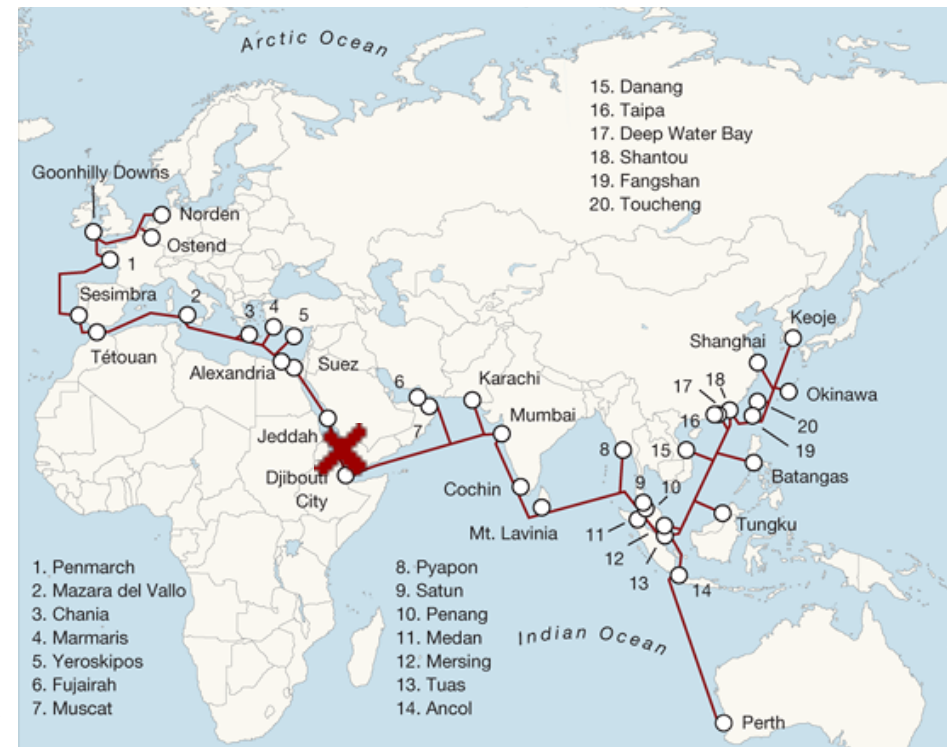 Arctic Ocean
15. Danang
16. Taipa
17. Deep Water Bay
18. Shantou
19. Fangshan
20. Toucheng
Goonhilly Downs
Norden
Ostend
1
Sesimbra
2
3
4
5
Tétouan
Alexandria
Suez
Keoje
Shanghai
Okinawa
6
7
Karachi
Mumbai
Jeddah
Djibouti
City
Cochin
Mt. Lavinia
8
9
10
11
12
13
14
15
16
17
18
19
20
Batangas
Tungku
1. Penmarch
2. Mazara del Vallo
3. Chania
4. Marmaris
5. Yeroskipos
6. Fujairah
7. Muscat
8. Pyapon
9. Satun
10. Penang
11. Medan
12. Mersing
13. Tuas
14. Ancol
Indian Ocean
Perth